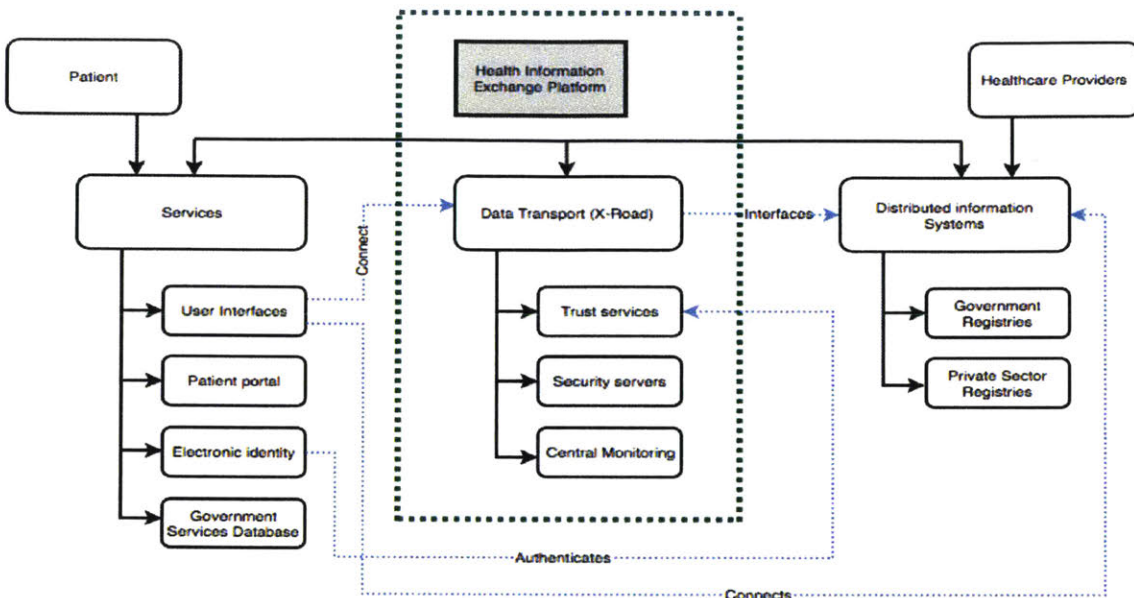 Patient
Health Information
Exchange Platform
Healthcare Providers
Services
Data Transport (X-Road)
Interfaces
Distributed information
Systems
Connect
User Interfaces
Trust services
Government
Registries
Patient portal
Security servers
Private Sector
Registries
Electronic identity
Central Monitoring
Government
Services Database
Authenticates
Connects